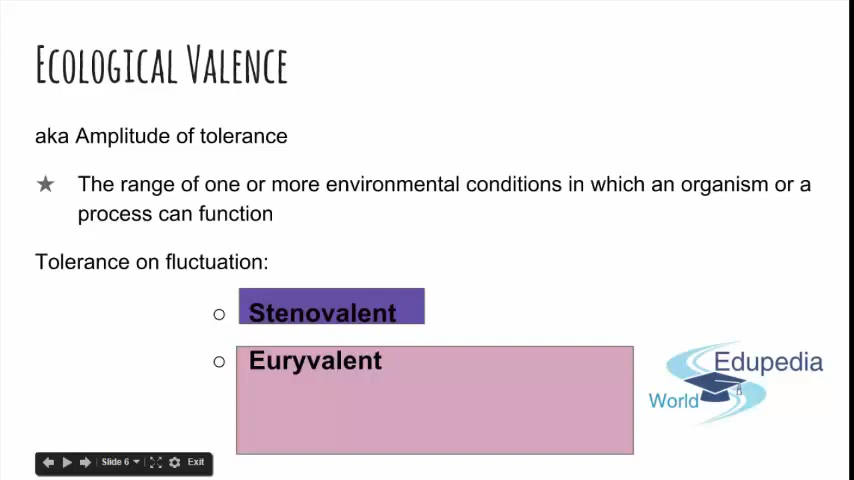 Ecological Valence
aka Amplitude of tolerance
★ The range of one or more environmental conditions in which an organism or a
process can function
Tolerance on fluctuation:
○ Stenovalent
○ Euryvalent
Edupedia
World
Slide 6
Exit